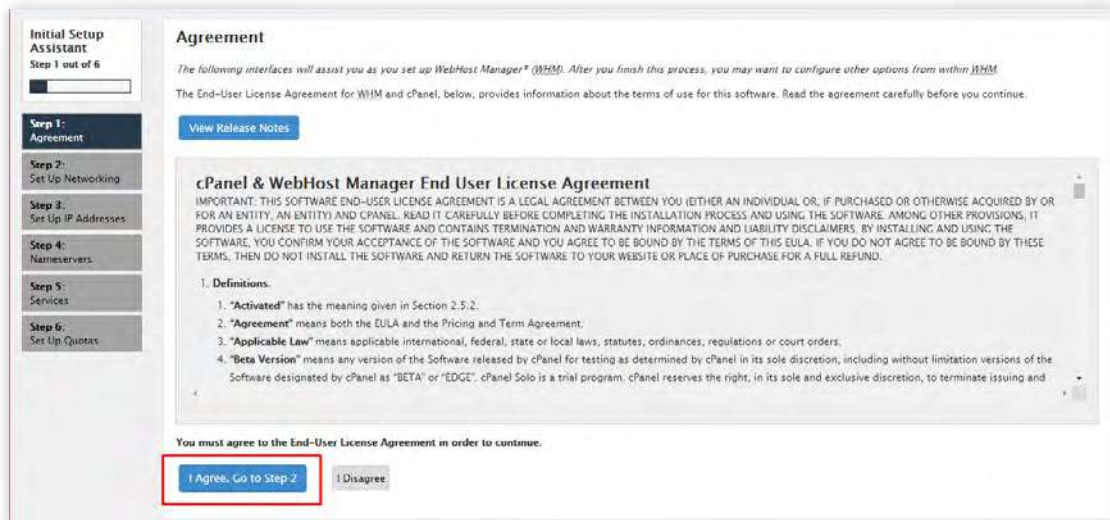 Initial Setup
Assistant
Step 1 out of 6
Step 1:
Agreement
Step 2:
Set Up Networking
Step 3:
Set Up IP Addresses
Step 4:
Nameservers
Step 5:
Services
Step 6:
Set Up Quotas
Agreement
The following interfaces will assist you as you set up WebHost Manager® (WHM). After you finish this process, you may want to configure other options from within WHM.
The End-User License Agreement for WHM and cPanel, below, provides information about the terms of use for this software. Read the agreement carefully before you continue.
View Release Notes
cPanel & WebHost Manager End User License Agreement
IMPORTANT: THIS SOFTWARE END-USER LICENSE AGREEMENT IS A LEGAL AGREEMENT BETWEEN YOU (EITHER AN INDIVIDUAL OR, IF PURCHASED OR OTHERWISE ACQUIRED BY OR
FOR AN ENTITY, AN ENTITY) AND CPANEL. READ IT CAREFULLY BEFORE COMPLETING THE INSTALLATION PROCESS AND USING THE SOFTWARE. AMONG OTHER PROVISIONS, IT
PROVIDES A LICENSE TO USE THE SOFTWARE AND CONTAINS TERMINATION AND WARRANTY INFORMATION AND LIABILITY DISCLAIMERS. BY INSTALLING AND USING THE
SOFTWARE, YOU CONFIRM YOUR ACCEPTANCE OF THE SOFTWARE AND YOU AGREE TO BE BOUND BY THE TERMS OF THIS EULA. IF YOU DO NOT AGREE TO BE BOUND BY THESE
TERMS, THEN DO NOT INSTALL THE SOFTWARE AND RETURN THE SOFTWARE TO YOUR WEBSITE OR PLACE OF PURCHASE FOR A FULL REFUND.
1. Definitions.
1. "Activated" has the meaning given in Section 2.5.2.
2. "Agreement" means both the EULA and the Pricing and Term Agreement.
3. "Applicable Law" means applicable international, federal, state or local laws, statutes, ordinances, regulations or court orders.
4. "Beta Version" means any version of the Software released by cPanel for testing as determined by cPanel in its sole discretion, including without limitation versions of the
Software designated by cPanel as "BETA" or "EDGE". cPanel Solo is a trial program. cPanel reserves the right, in its sole and exclusive discretion, to terminate issuing and
You must agree to the End-User License Agreement in order to continue.
I Agree. Go to Step 2
I Disagree